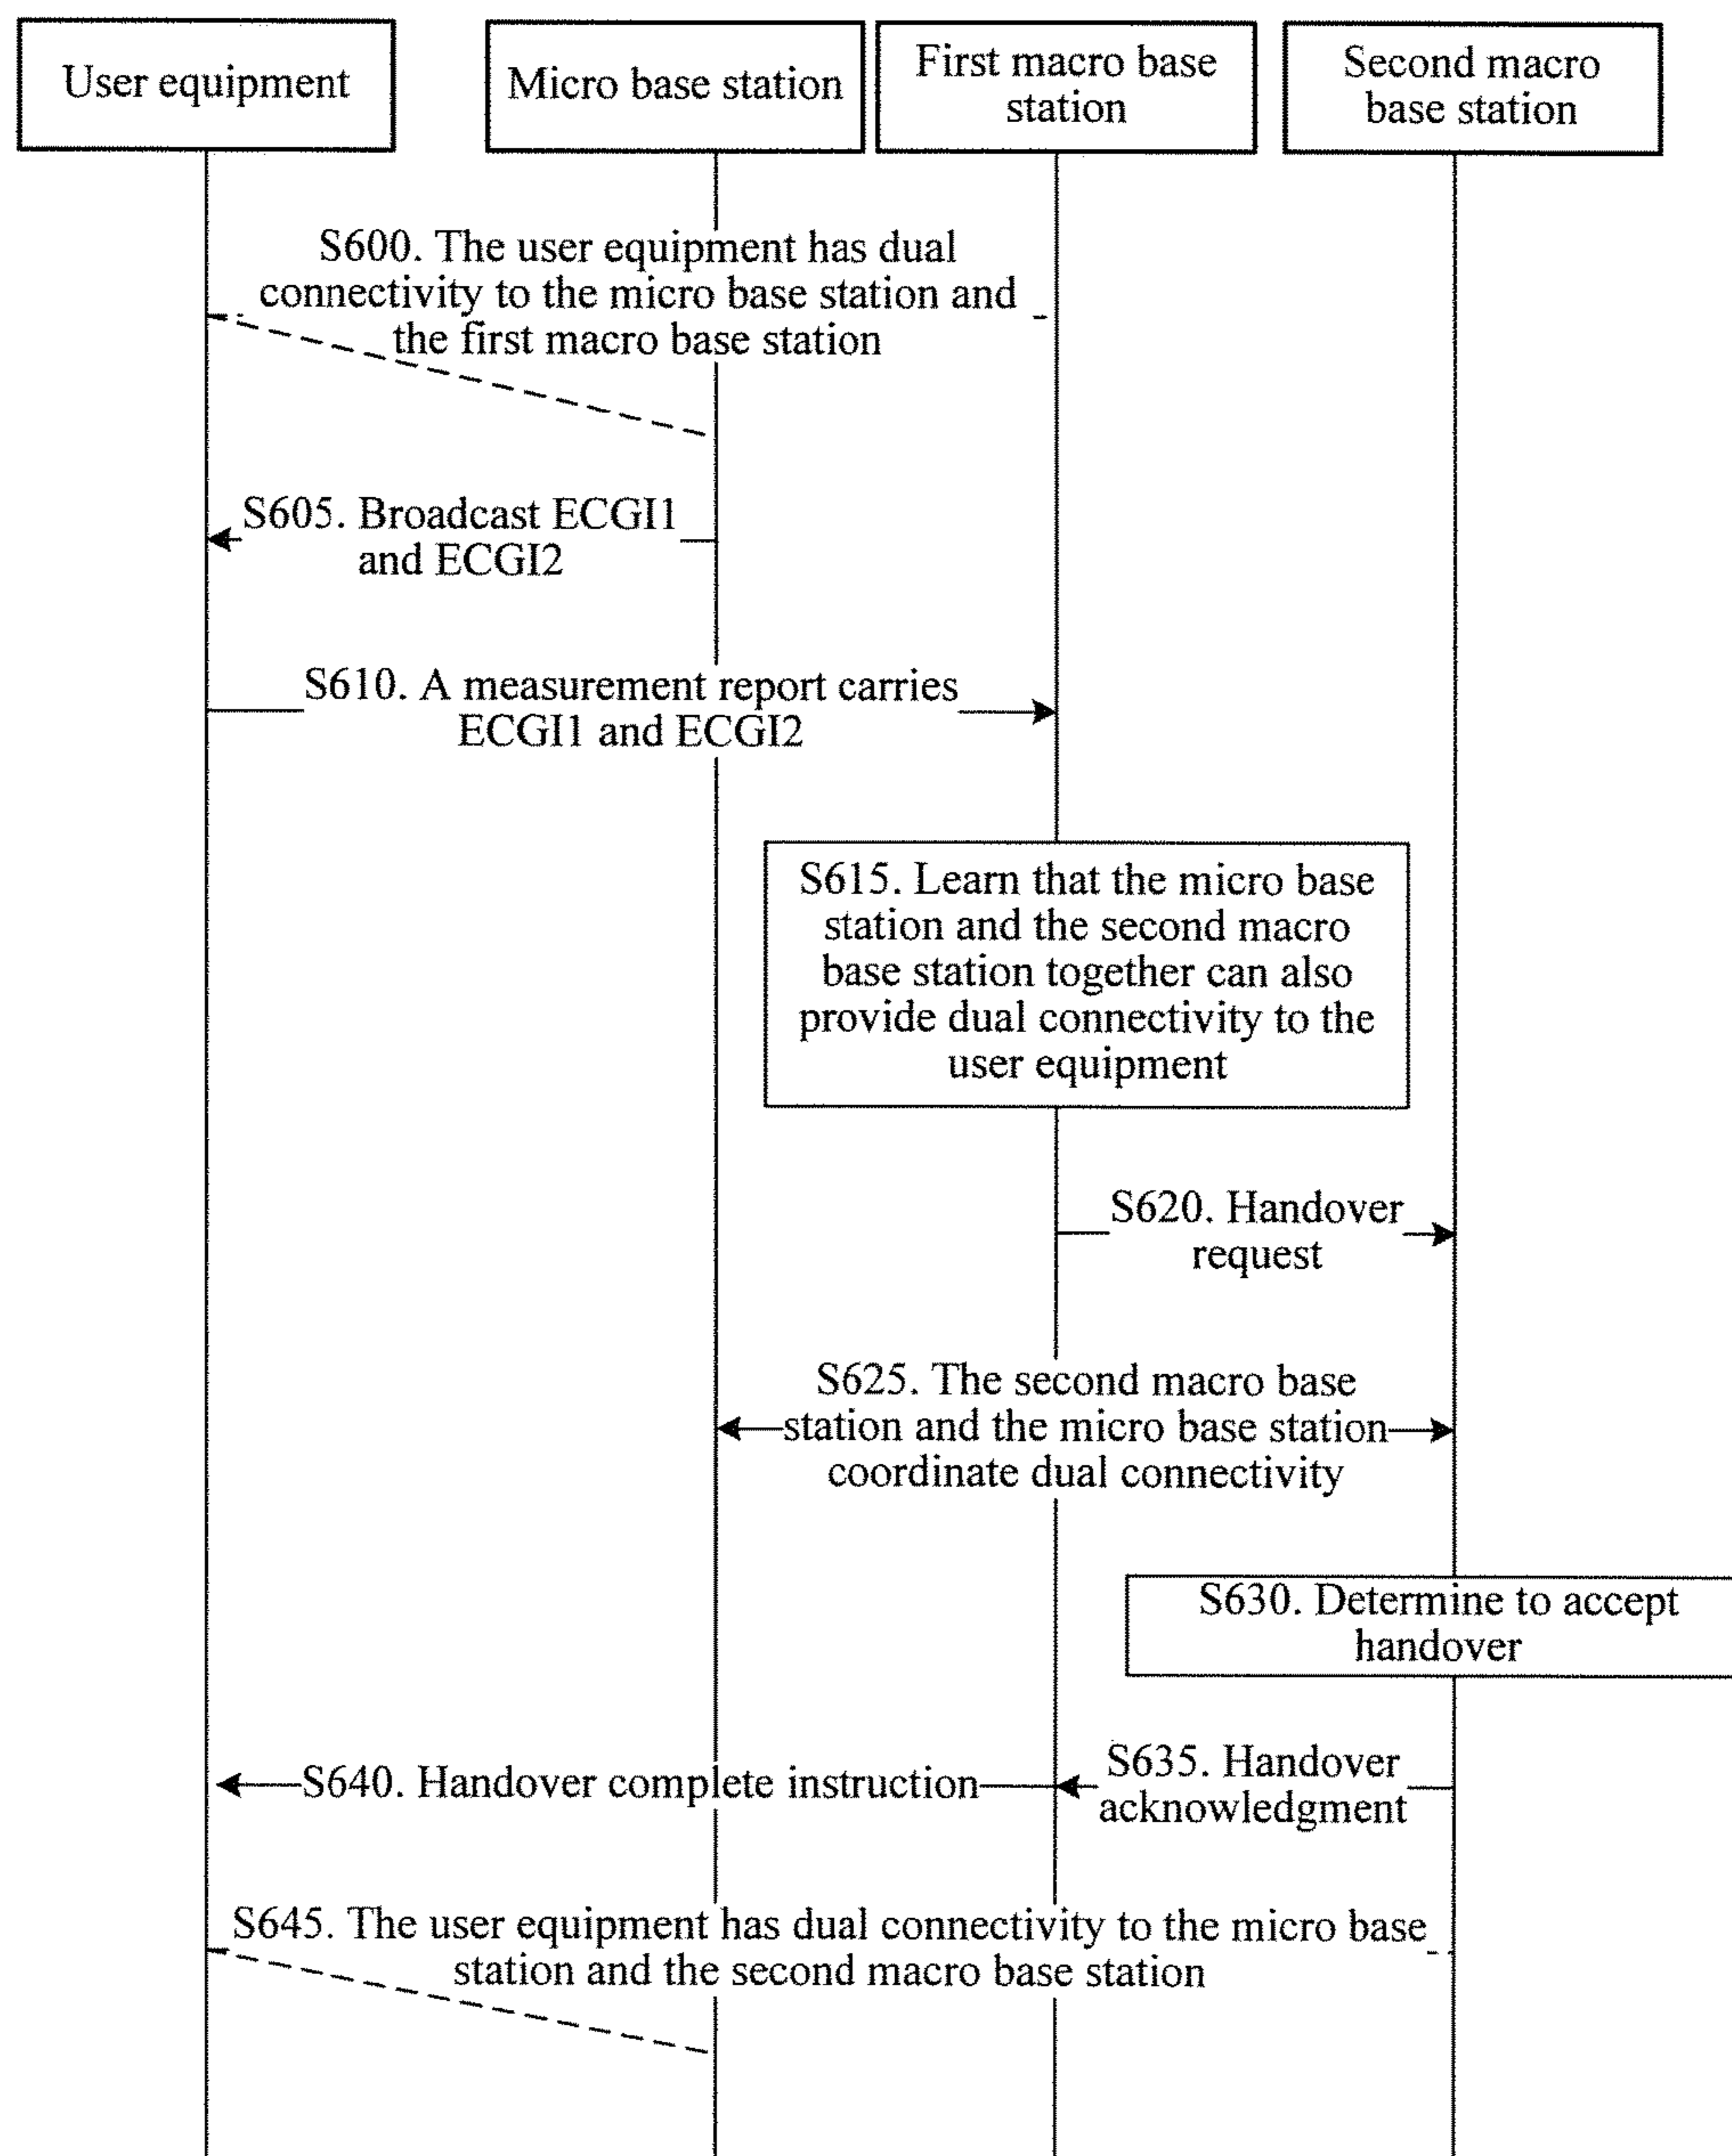 User equipment
Micro base station
First macro base
station
Second macro
base station
S600. The user equipment has dual
connectivity to the micro base station and
the first macro base station
S605. Broadcast ECGI1
and ECGI2
S610. A measurement report carries
ECGI1 and ECGI2
S615. Learn that the micro base
station and the second macro
base station together can also
provide dual connectivity to the
user equipment
S620. Handover
request
S625. The second macro base
station and the micro base station
coordinate dual connectivity
S630. Determine to accept
handover
S635. Handover
acknowledgment
S640. Handover complete instruction
S645. The user equipment has dual connectivity to the micro base
station and the second macro base station